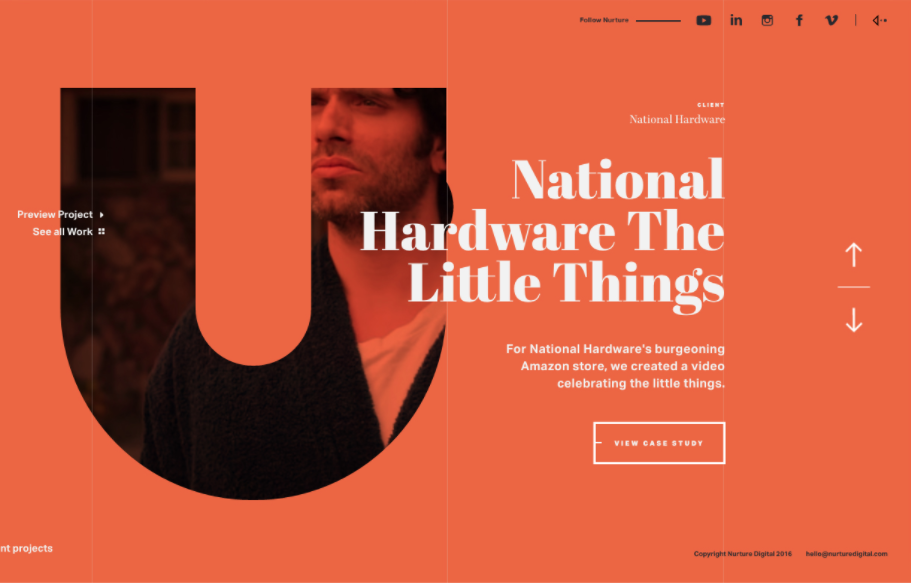 Follow Nurture
CLIENT
National Hardware
National
Hardware The
Little Things
Preview Project
See all Work
For National Hardware's burgeoning
Amazon store, we created a video
celebrating the little things.
VIEW CASE STUDY
nt projects
Copyright Nurture Digital 2016 hello@nurturedigital.com